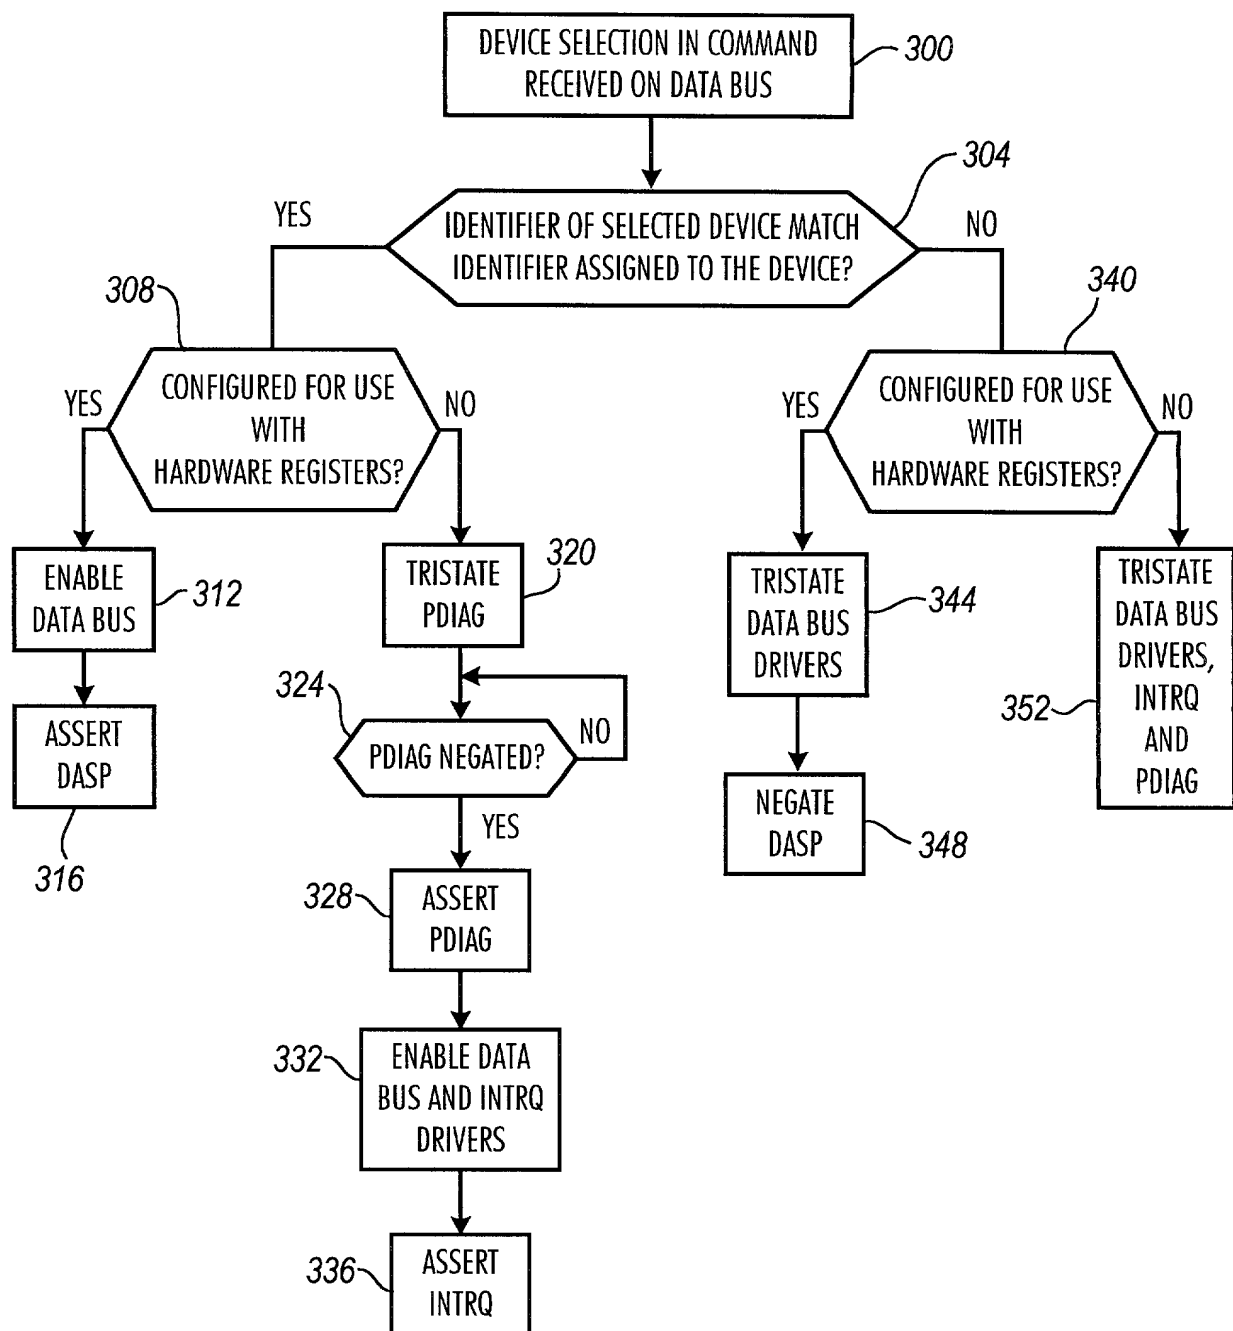 DEVICE SELECTION IN COMMAND
RECEIVED ON DATA BUS
300
304
IDENTIFIER OF SELECTED DEVICE MATCH
IDENTIFIER ASSIGNED TO THE DEVICE?
YES
NO
308
CONFIGURED FOR USE
WITH
HARDWARE REGISTERS?
YES
NO
340
CONFIGURED FOR USE
WITH
HARDWARE REGISTERS?
YES
NO
ENABLE
DATA BUS
312
ASSERT
DASP
316
TRISTATE
PDIAG
320
324
PDIAG NEGATED?
NO
YES
328
ASSERT
PDIAG
332
ENABLE DATA
BUS AND INTRQ
DRIVERS
336
ASSERT
INTRQ
TRISTATE
DATA BUS
DRIVERS
344
NEGATE
DASP
348
TRISTATE
DATA BUS
DRIVERS,
INTRQ
AND
PDIAG
352